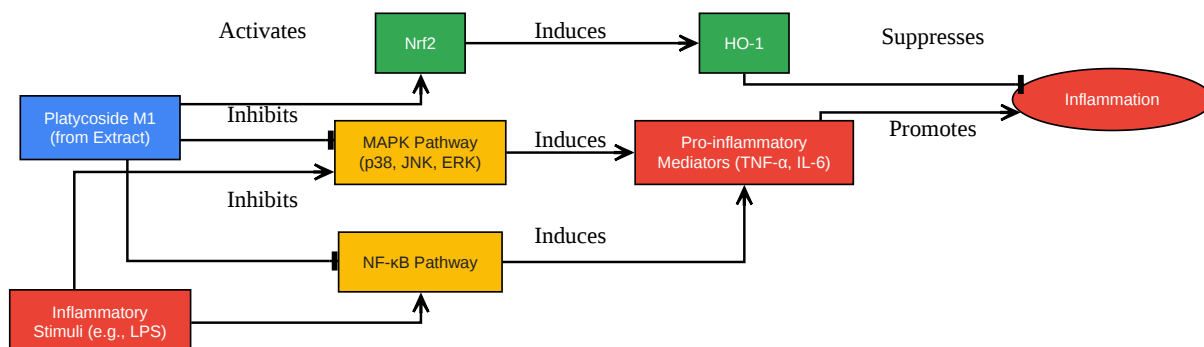 Activates
Nrf2
Induces
HO-1
Suppresses
Platycoside M1
(from Extract)
Inhibits
MAPK Pathway
(p38, JNK, ERK)
Induces
Pro-inflammatory
Mediators (TNF-α, IL-6)
Promotes
Inflammation
Inhibits
NF-κB Pathway
Induces
Inflammatory
Stimuli (e.g., LPS)